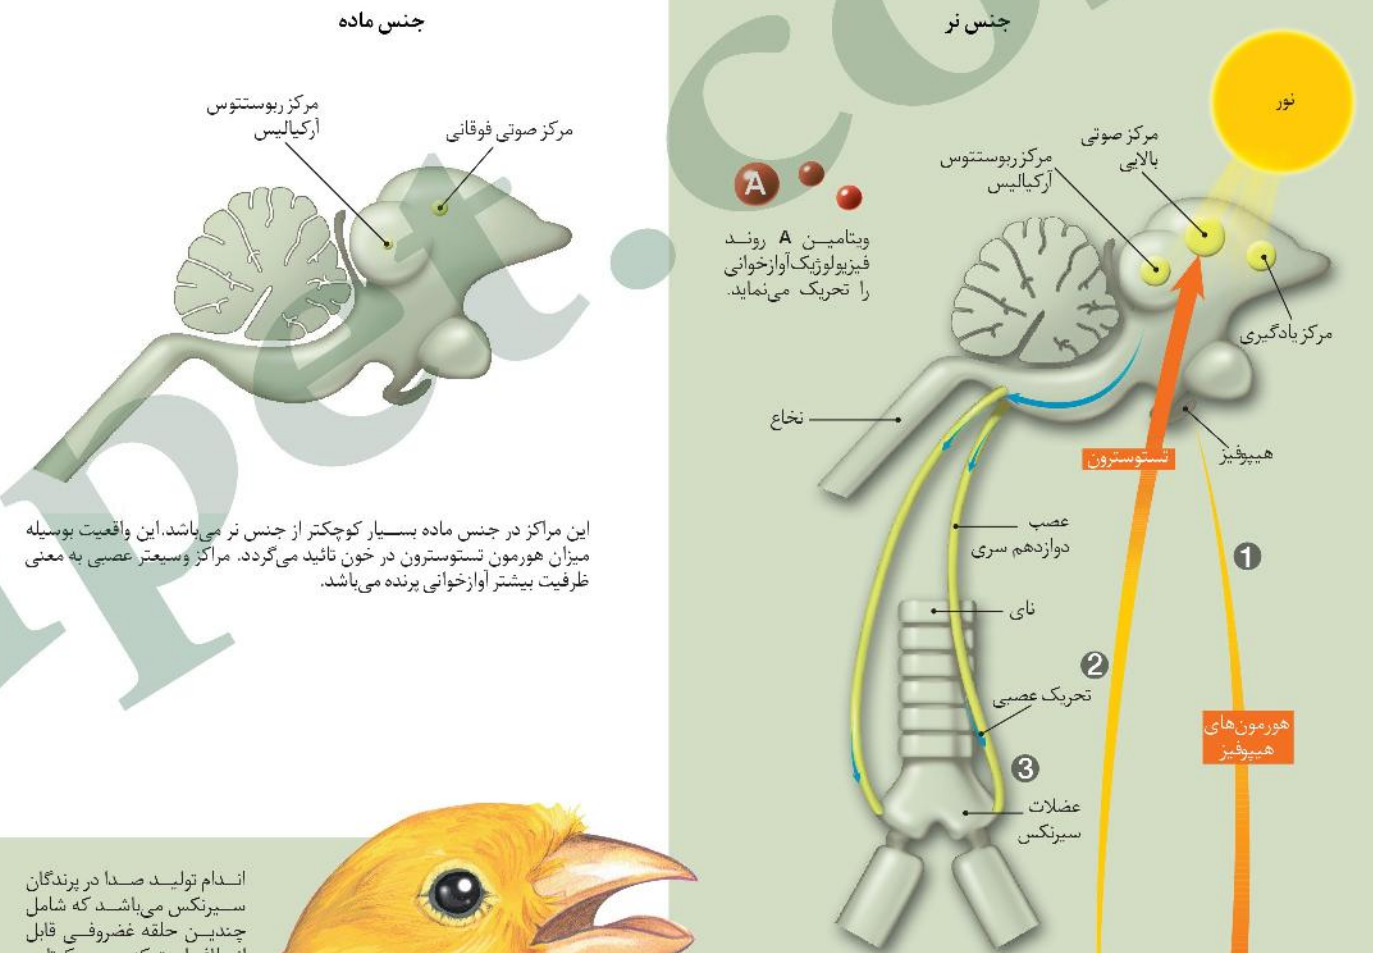 جنس نر
نور
مرکز صوتی
بالایی
مرکز ربوستتوس
آرکیالیس
A
ویتامین A روند
فیزیولوژیک‌آوازخوانی
را تحریک می‌نماید.
مرکز یادگیری
نخاع
هیپوفیز
تستوسترون
عصب
دوازدهم سری
1
نای
2
تحریک عصبی
هورمون‌های
هیپوفیز
3
عضلات
سیرنکس
جنس ماده
مرکز ربوستتوس
آرکیالیس
مرکز صوتی فوقانی
این مراکز در جنس ماده بسیار کوچکتر از جنس نر می‌باشد.این واقعیت بوسیله
میزان هورمون تستوسترون در خون تائید می‌گردد. مراکز وسیعتر عصبی به معنی
ظرفیت بیشتر آوازخوانی پرنده می‌باشد.
اندام تولید صدا در پرندگان
سیرنکس می‌باشد که شامل
چندین حلقه غضروفی قابل
pet.co